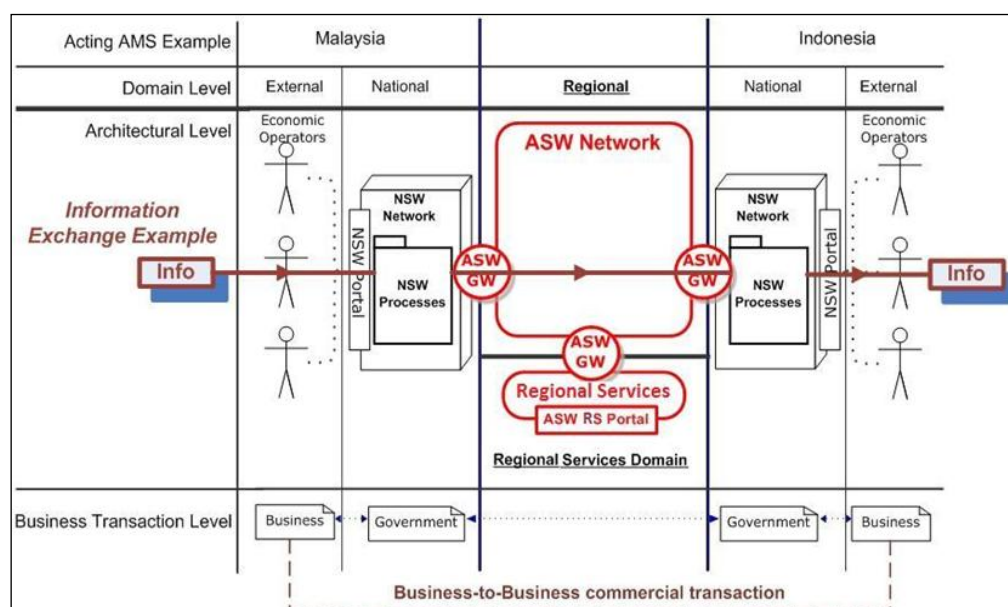 Acting AMS Example
Malaysia
Indonesia
Domain Level
External
National
Regional
National
External
Architectural Level
Economic
Operators
ASW Network
Economic
Operators
Information
Exchange Example
NSW
Network
NSW
Network
Info
NSW Portal
NSW
Processes
ASW
GW
ASW
GW
NSW
Processes
NSW Portal
Info
ASW
GW
Regional Services
ASW RS Portal
Regional Services Domain
Business Transaction Level
Business
Government
Government
Business
Business-to-Business commercial transaction